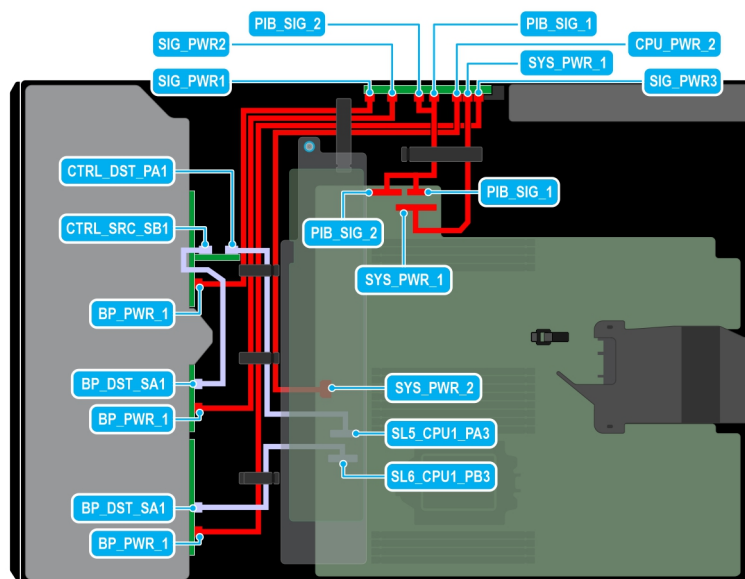 PIB_SIG_2
PIB_SIG_1
SIG_PWR2
CPU_PWR_2
SYS_PWR_1
SIG_PWR1
SIG_PWR3
CTRL_DST_PA1
PIB_SIG_1
CTRL_SRC_SB1
PIB_SIG_2
SYS_PWR_1
BP_PWR_1
BP_DST_SA1
SYS_PWR_2
BP_PWR_1
SL5_CPU1_PA3
SL6_CPU1_PB3
BP_DST_SA1
BP_PWR_1